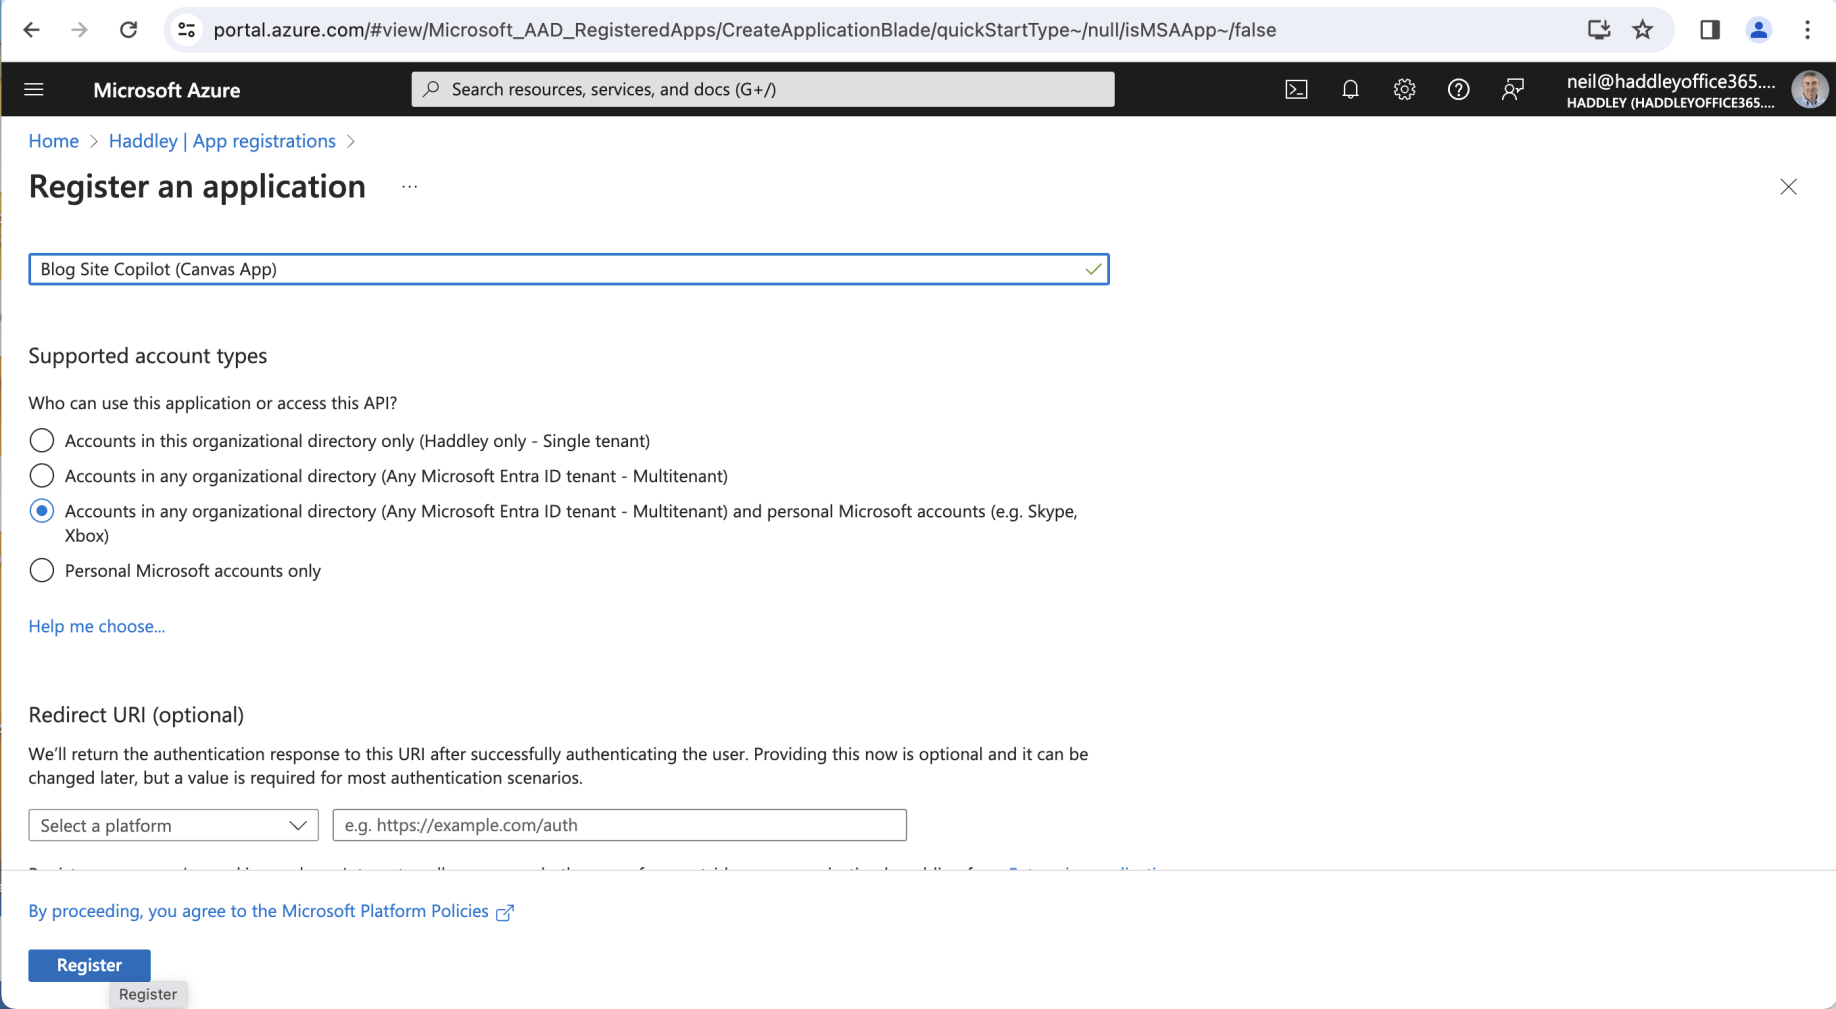 portal.azure.com/#view/Microsoft_AAD_RegisteredApps/CreateApplicationBlade/quickStartType~/null/isMSAApp~/false
Microsoft Azure
Search resources, services, and docs (G+/)
neil@haddleyoffice365....
HADDLEY (HADDLEYOFFICE365....
Home > Haddley | App registrations >
Register an application ...
Blog Site Copilot (Canvas App)
Supported account types
Who can use this application or access this API?
Accounts in this organizational directory only (Haddley only - Single tenant)
Accounts in any organizational directory (Any Microsoft Entra ID tenant - Multitenant)
Accounts in any organizational directory (Any Microsoft Entra ID tenant - Multitenant) and personal Microsoft accounts (e.g. Skype,
Xbox)
Personal Microsoft accounts only
Help me choose...
Redirect URI (optional)
We'll return the authentication response to this URI after successfully authenticating the user. Providing this now is optional and it can be
changed later, but a value is required for most authentication scenarios.
Select a platform
e.g. https://example.com/auth
By proceeding, you agree to the Microsoft Platform Policies
Register
Register